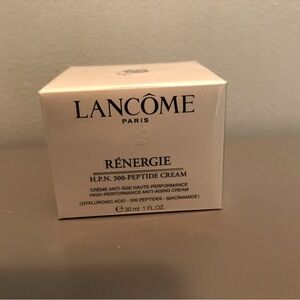 LANCÔME
PARIS
RÉNERGIE
H.P.N. 300-PEPTIDE CREAM
CRÈME ANTI-ÂGE HAUTE-PERFORMANCE
HIGH-PERFORMANCE ANTI-AGING CREAM
[HYALURONIC ACID - 300 PEPTIDES - NIACINAMIDE]
℮ 30 ml 1 FL.OZ.